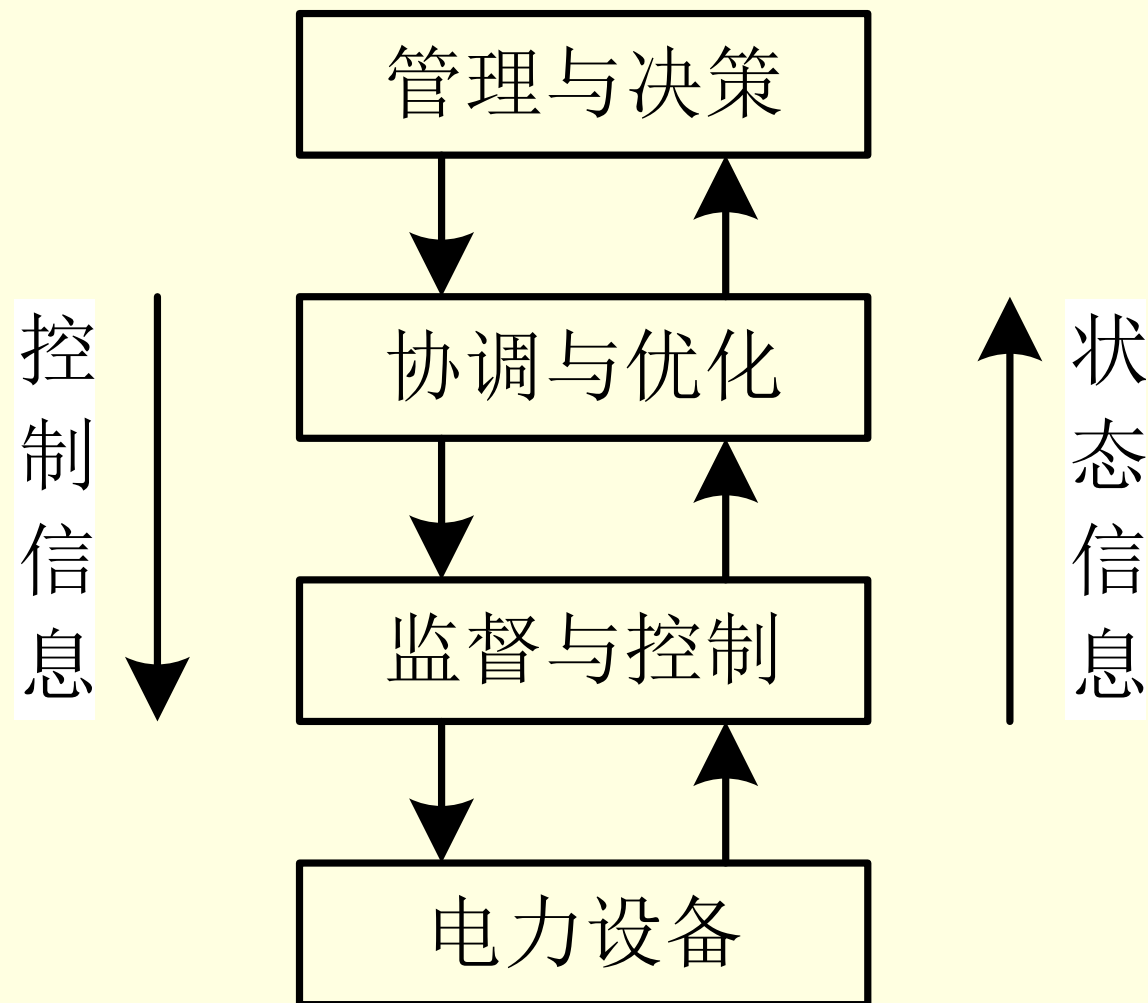 管理与决策
协调与优化
监督与控制
电力设备
控制信息
状态信息